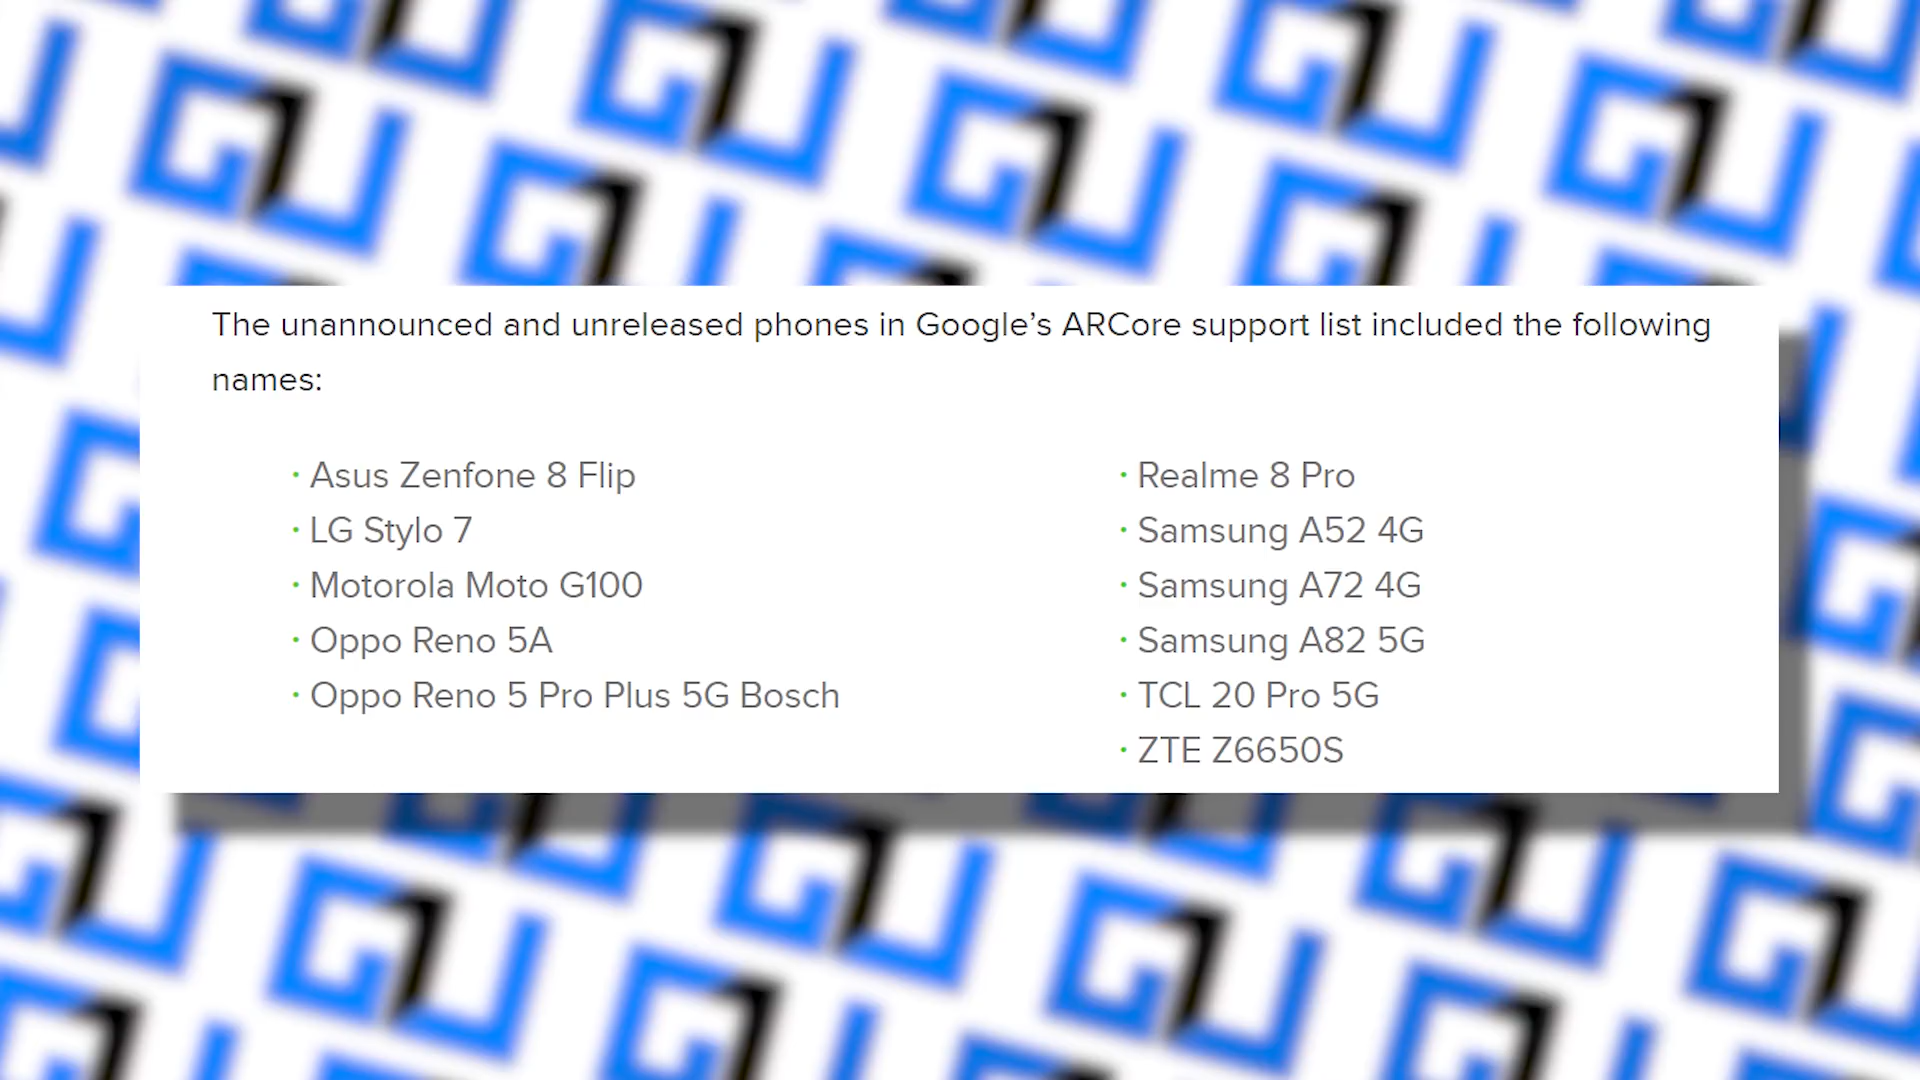 The unannounced and unreleased phones in Google’s ARCore support list included the following
names:
· Asus Zenfone 8 Flip
· LG Stylo 7
· Motorola Moto G100
· Oppo Reno 5A
· Oppo Reno 5 Pro Plus 5G Bosch
· Realme 8 Pro
· Samsung A52 4G
· Samsung A72 4G
· Samsung A82 5G
· TCL 20 Pro 5G
· ZTE Z6650S